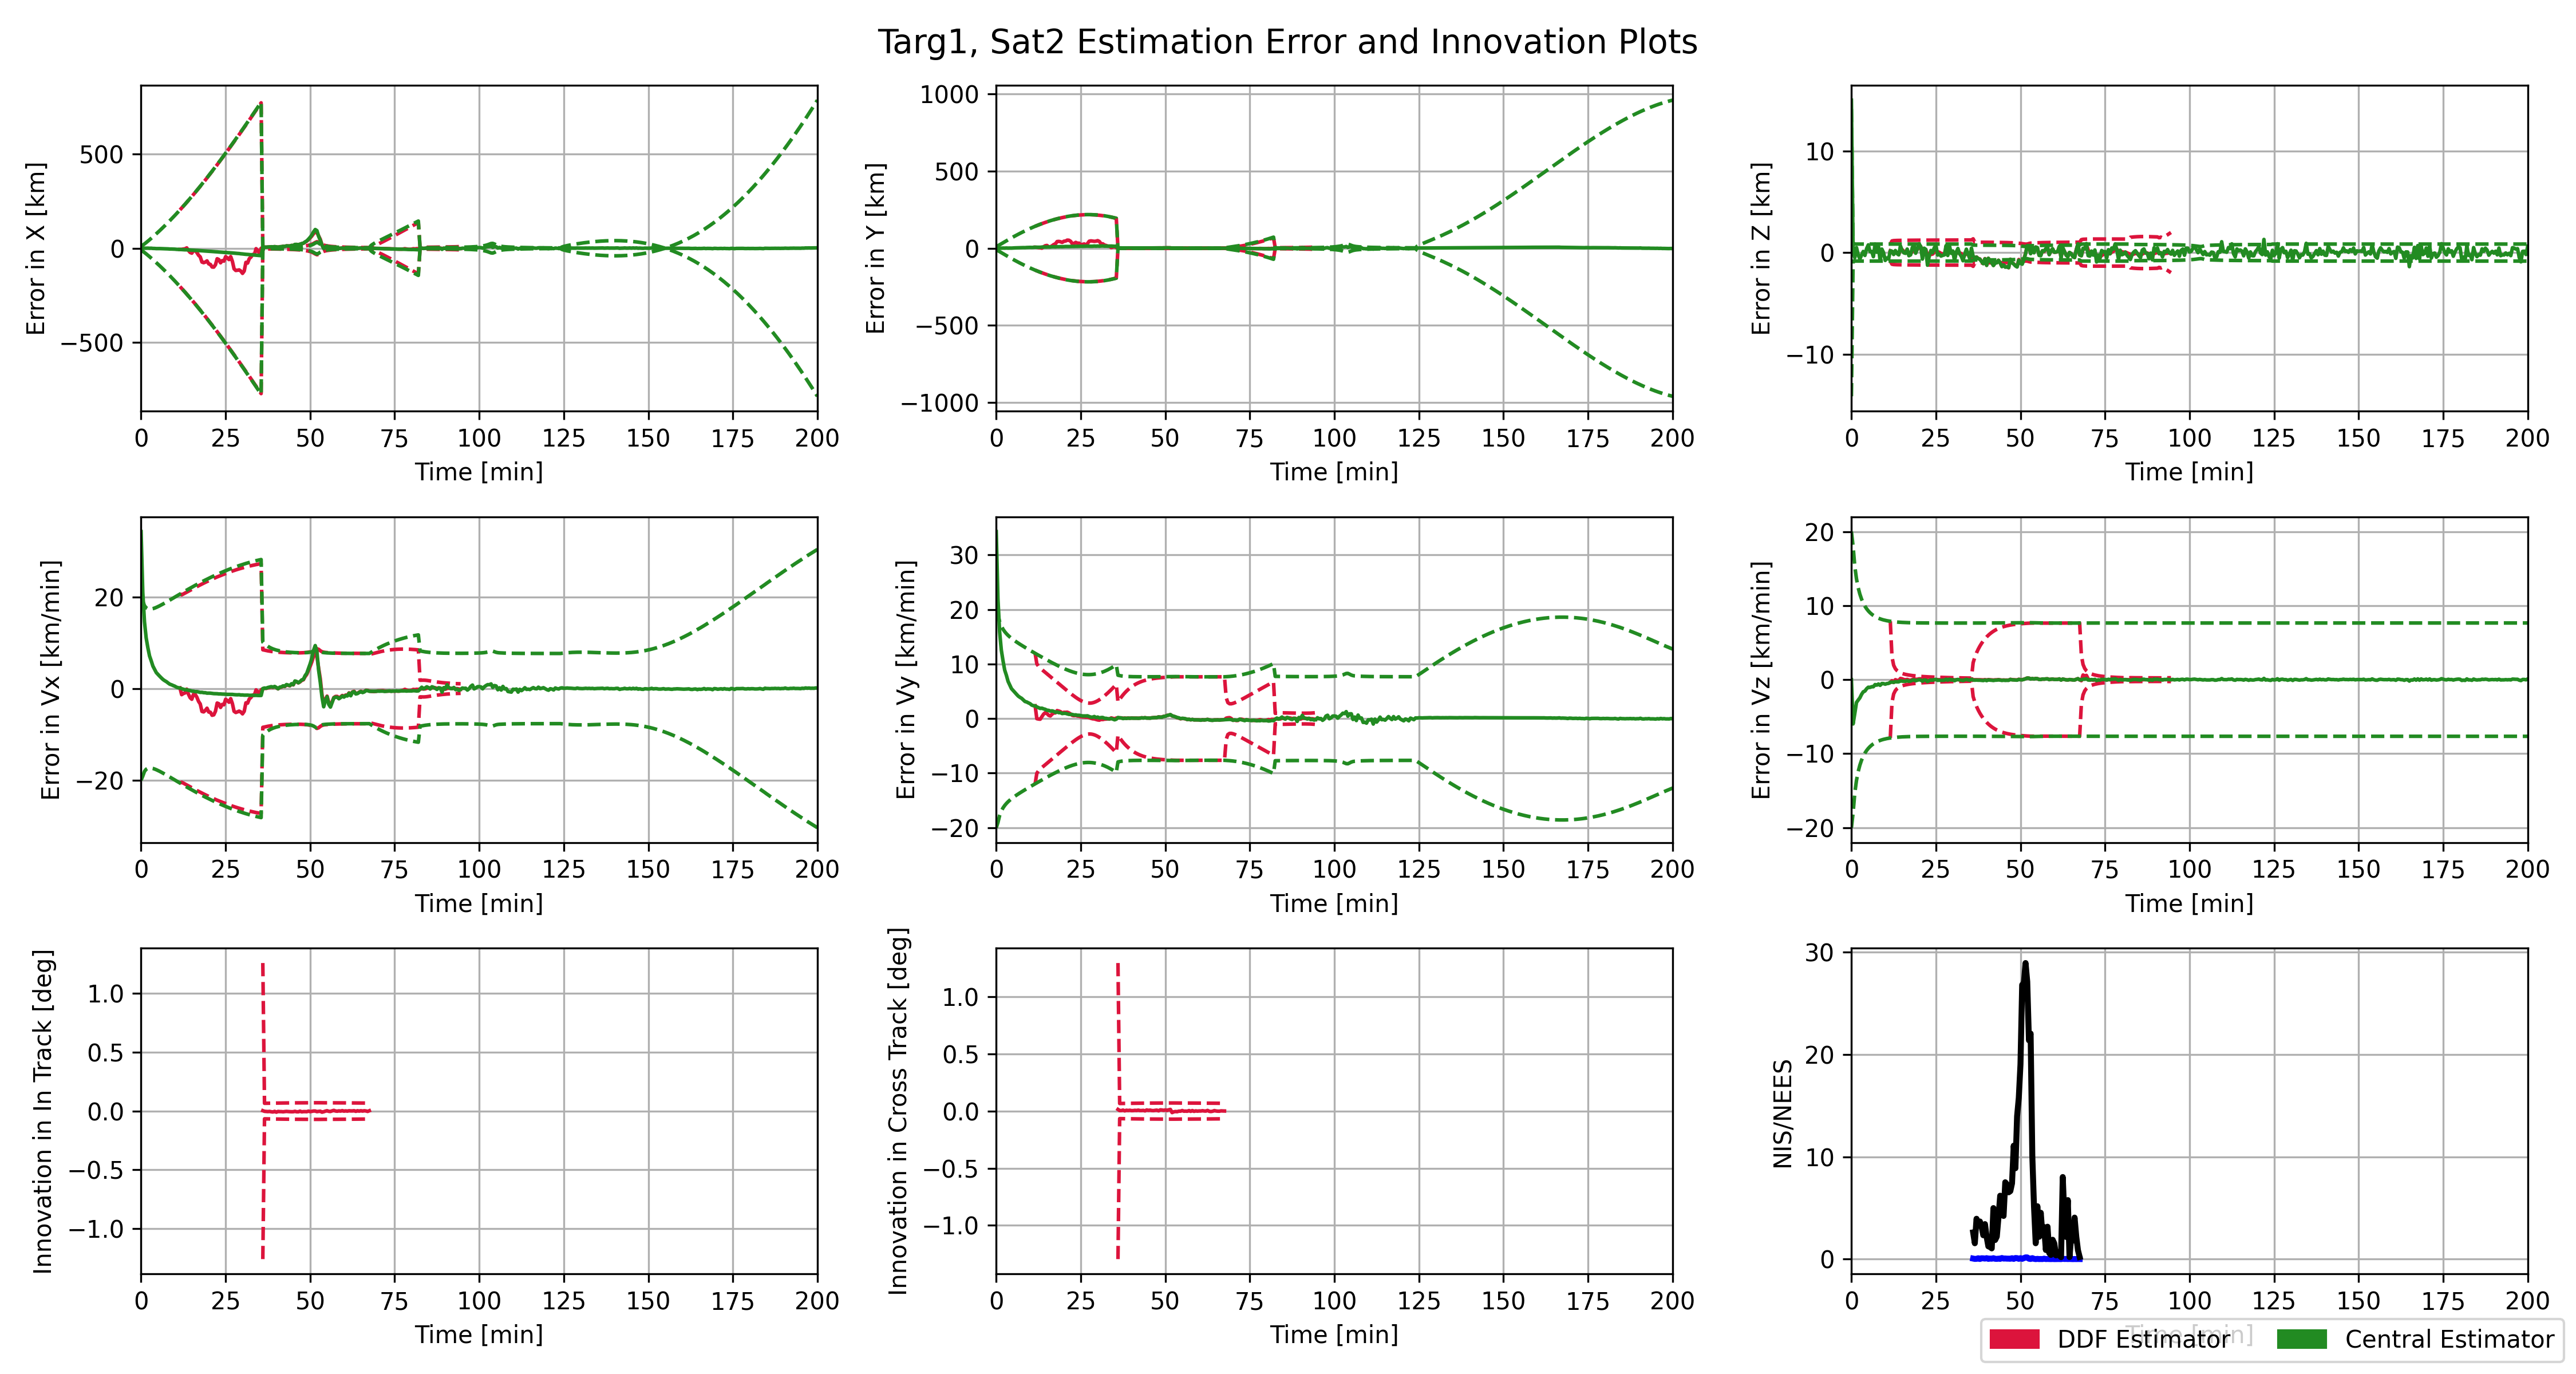 Targ1, Sat2 Estimation Error and Innovation Plots
Error in X [km]
500
0
−500
0 25 50 75 100 125 150 175 200
Time [min]
Error in Y [km]
1000
500
0
−500
−1000
0 25 50 75 100 125 150 175 200
Time [min]
Error in Z [km]
10
0
−10
0 25 50 75 100 125 150 175 200
Time [min]
Error in Vx [km/min]
20
0
−20
0 25 50 75 100 125 150 175 200
Time [min]
Error in Vy [km/min]
30
20
10
0
−10
−20
0 25 50 75 100 125 150 175 200
Time [min]
Error in Vz [km/min]
20
10
0
−10
−20
0 25 50 75 100 125 150 175 200
Time [min]
Innovation in In Track [deg]
1.0
0.5
0.0
−0.5
−1.0
0 25 50 75 100 125 150 175 200
Time [min]
Innovation in Cross Track [deg]
1.0
0.5
0.0
−0.5
−1.0
0 25 50 75 100 125 150 175 200
Time [min]
NIS/NEES
30
20
10
0
0 25 50 75 100 125 150 175 200
Time [min]
DDF Estimator
Central Estimator